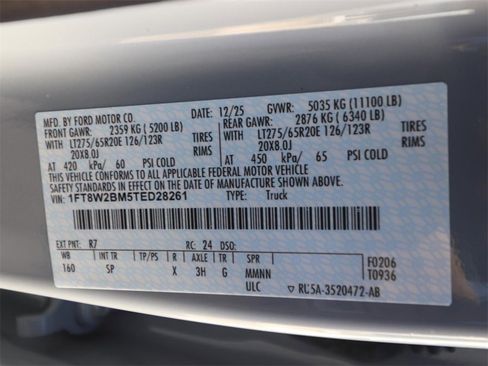 MFD. BY FORD MOTOR CO. 12/25 GVWR: 5035 KG (11100 LB)
FRONT GAWR: 2359 KG (5200 LB) REAR GAWR: 2876 KG (6340 LB)
WITH LT275/65R20E 126/123R TIRES WITH LT275/65R20E 126/123R TIRES
20X8.0J RIMS 20X8.0J RIMS
AT 420 kPa/ 60 PSI COLD AT 450 kPa/ 65 PSI COLD
THIS VEHICLE CONFORMS TO ALL APPLICABLE FEDERAL MOTOR VEHICLE
SAFETY STANDARDS IN EFFECT ON THE DATE OF MANUFACTURE SHOWN ABOVE.
VIN: 1FT8W2BM5TED28261 TYPE: Truck
EXT PNT: R7 RC: 24 DSO:
WB INT TR TP/PS R AXLE TR SPR F0206
160 SP X 3H G MMNN T0936
ULC RU5A-3520472-AB